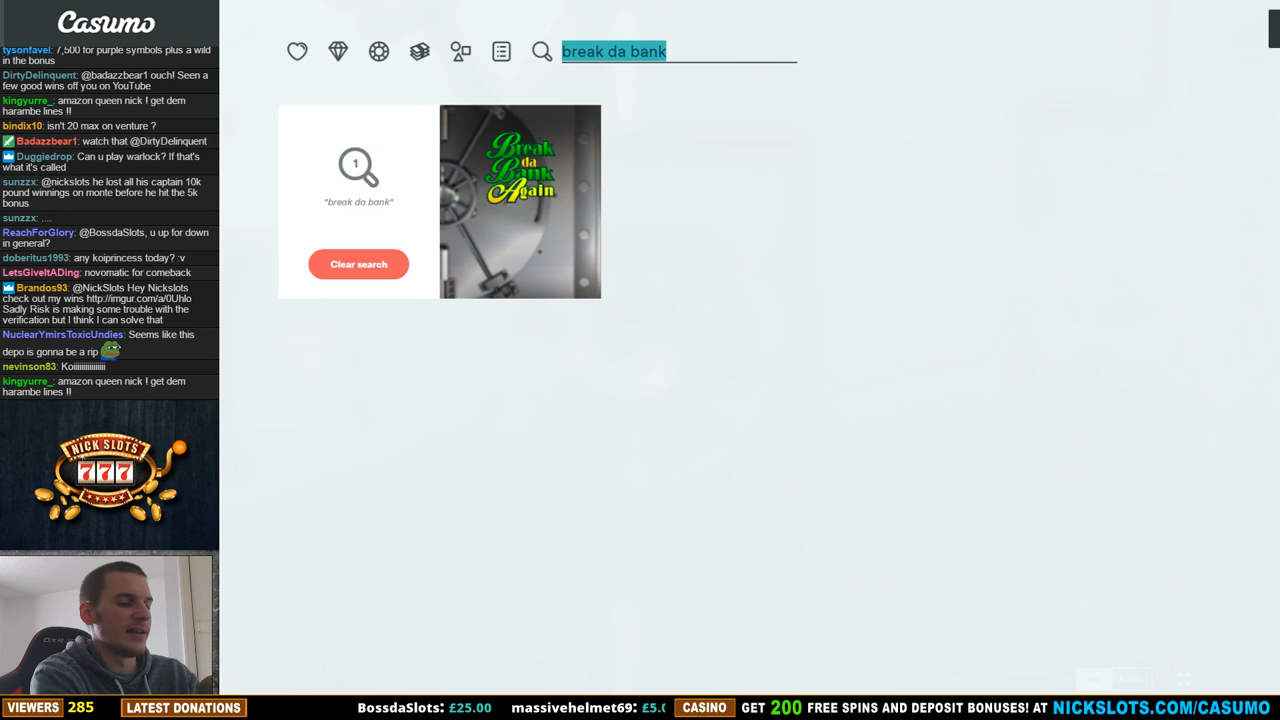 Casumo
tysonfavel: 7,500 for purple symbols plus a wild
in the bonus
DirtyDelinquent: @badazzbear1 ouch! Seen a
few good wins off you on YouTube
kingyurre_: amazon queen nick ! get dem
harambe lines !!
bindix10: isn't 20 max on venture ?
Badazzbear1: watch that @DirtyDelinquent
Duggiedrop: Can u play warlock? If that's
what it's called
sunzzx: @nickslots he lost all his captain 10k
pound winnings on monte before he hit the 5k
bonus
sunzzx: ....
ReachForGlory: @BossdaSlots, u up for down
in general?
doberitus1993: any koiprincess today? :v
LetsGiveItADing: novomatic for comeback
Brandos93: @NickSlots Hey Nickslots
check out my wins http://imgur.com/a/0Uhlo
Sadly Risk is making some trouble with the
verification but I think I can solve that
NuclearYmirsToxicUndies: Seems like this
depo is gonna be a rip
nevinson83: Koiiiiiiiiiiiiiiii
kingyurre_: amazon queen nick ! get dem
harambe lines !!
NICK SLOTS
777
DXR
break da bank
1
"break da bank"
Clear search
Break
da
Bank
Again
VIEWERS 285 LATEST DONATIONS BossdaSlots: £25.00 massivehelmet69: £5.0 CASINO GET 200 FREE SPINS AND DEPOSIT BONUSES! AT NICKSLOTS.COM/CASUMO